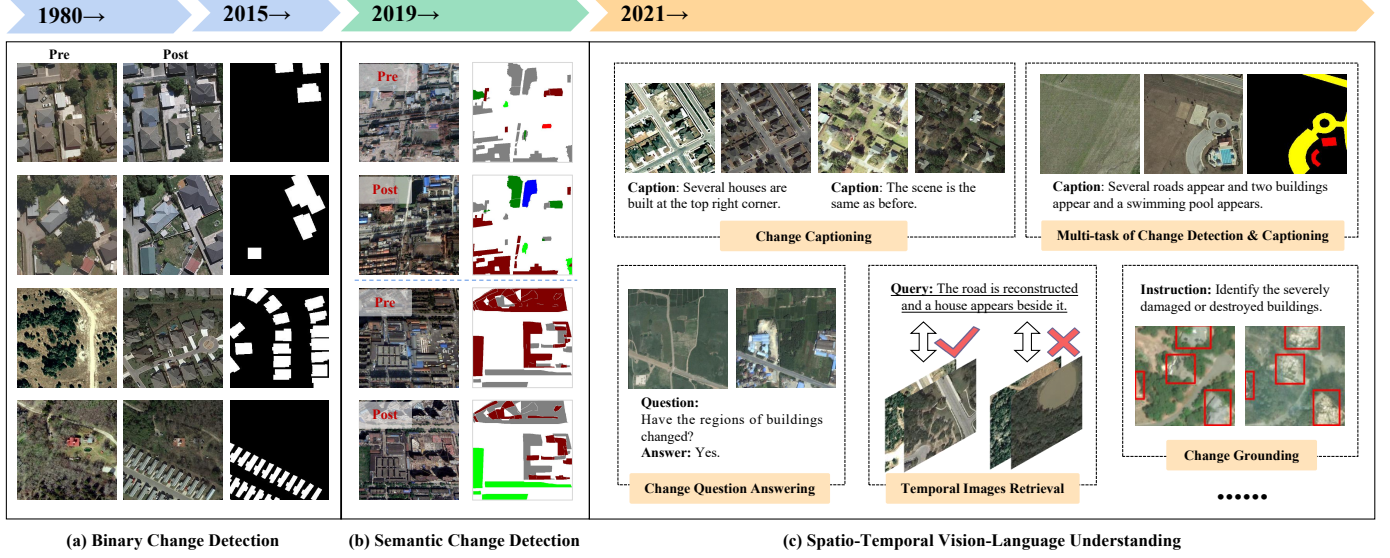 1980→
2015→
2019→
2021→
Pre
Post
Pre
Post
Pre
Post
Caption: Several houses are
built at the top right corner.
Caption: The scene is the
same as before.
Change Captioning
Caption: Several roads appear and two buildings
appear and a swimming pool appears.
Multi-task of Change Detection & Captioning
Question:
Have the regions of buildings
changed?
Answer: Yes.
Change Question Answering
Query: The road is reconstructed
and a house appears beside it.
Temporal Images Retrieval
Instruction: Identify the severely
damaged or destroyed buildings.
Change Grounding
......
(a) Binary Change Detection
(b) Semantic Change Detection
(c) Spatio-Temporal Vision-Language Understanding